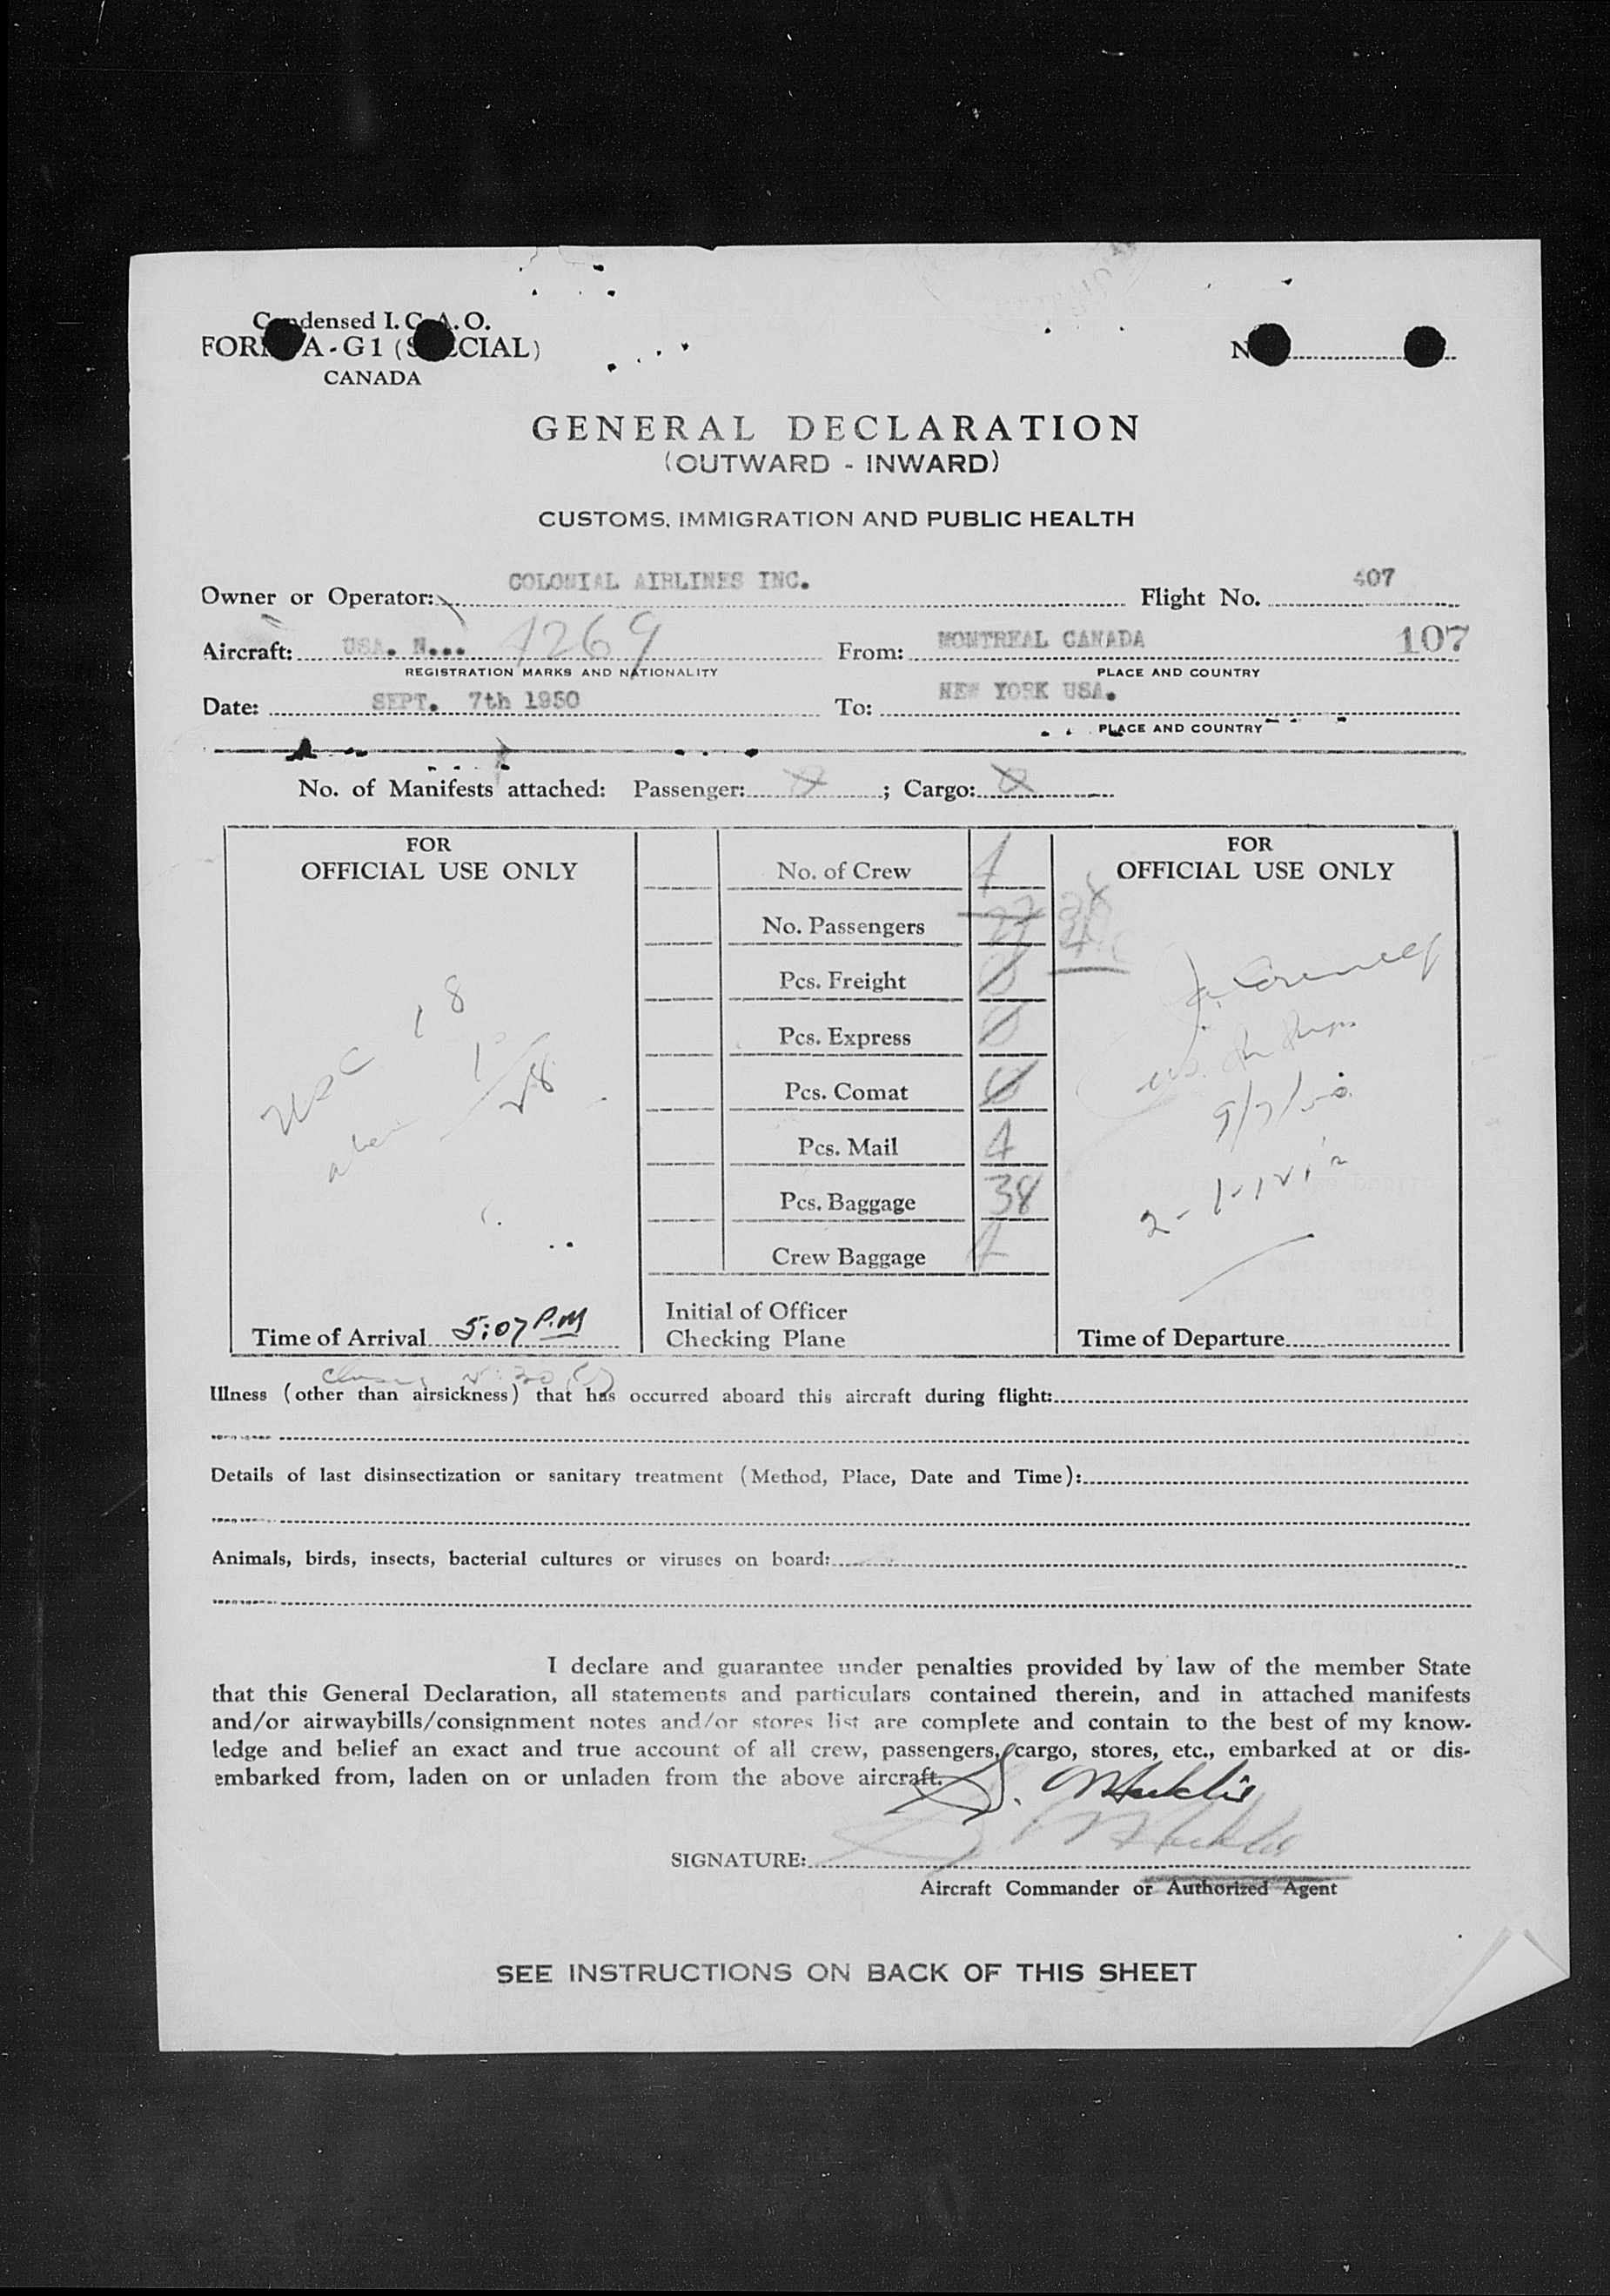 Condensed I. C. A. O.
FORM A - G 1 (SPECIAL)
CANADA
GENERAL DECLARATION
(OUTWARD - INWARD)
CUSTOMS, IMMIGRATION AND PUBLIC HEALTH
Owner or Operator: COLONIAL AIRLINES INC. Flight No. 407
Aircraft: USA. N... From: MONTREAL CANADA 107
REGISTRATION MARKS AND NATIONALITY PLACE AND COUNTRY
Date: SEPT. 7th 1950 To: NEW YORK USA.
PLACE AND COUNTRY
No. of Manifests attached: Passenger: ; Cargo:
FOR
OFFICIAL USE ONLY
USC 18
28
Time of Arrival 5:07 P.M
No. of Crew
No. Passengers
Pcs. Freight 0
Pcs. Express 0
Pcs. Comat 0
Pcs. Mail 4
Pcs. Baggage 38
Crew Baggage
Initial of Officer
Checking Plane
FOR
OFFICIAL USE ONLY
9/7/50
Time of Departure
Illness (other than airsickness) that has occurred aboard this aircraft during flight:
Details of last disinsectization or sanitary treatment (Method, Place, Date and Time):
Animals, birds, insects, bacterial cultures or viruses on board:
I declare and guarantee under penalties provided by law of the member State
that this General Declaration, all statements and particulars contained therein, and in attached manifests
and/or airwaybills/consignment notes and/or stores list are complete and contain to the best of my know-
ledge and belief an exact and true account of all crew, passengers, cargo, stores, etc., embarked at or dis-
embarked from, laden on or unladen from the above aircraft.
SIGNATURE:
Aircraft Commander or Authorized Agent
SEE INSTRUCTIONS ON BACK OF THIS SHEET